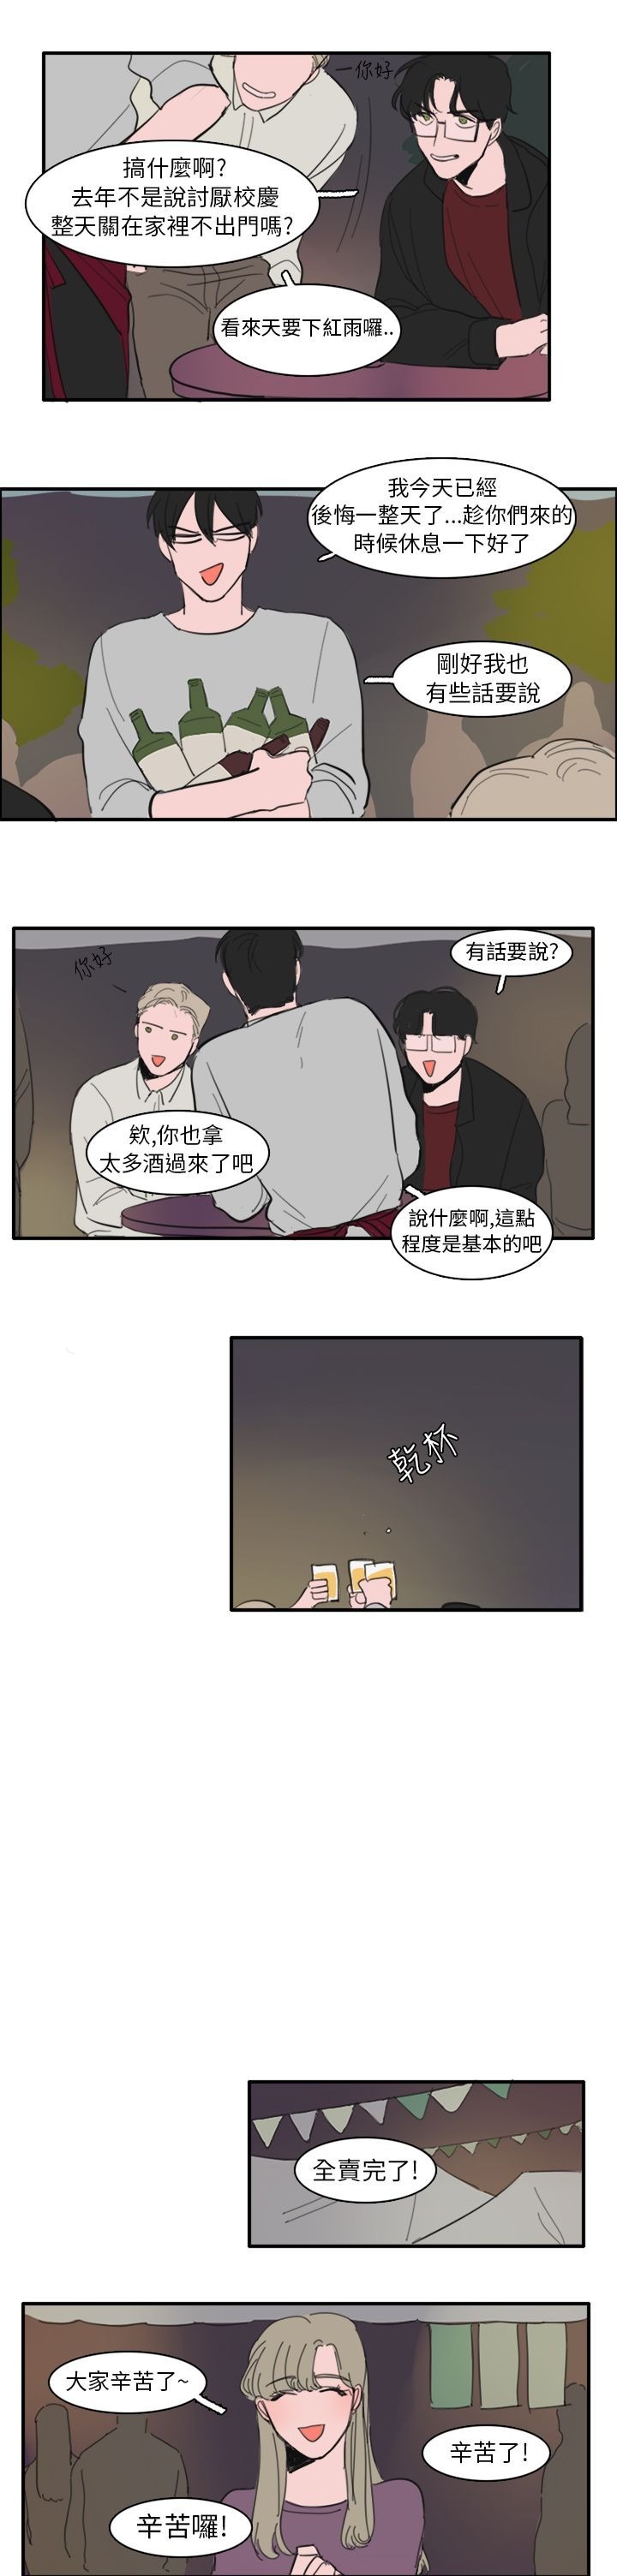 一你好
搞什麼啊?
去年不是說討厭校慶
整天關在家裡不出門嗎?
看來天要下紅雨囉..
我今天已經
後悔一整天了...趁你們來的
時候休息一下好了
剛好我也
有些話要說
你好
有話要說?
欸,你也拿
太多酒過來了吧
說什麼啊,這點
程度是基本的吧
乾杯
全賣完了!
大家辛苦了~
辛苦了!
辛苦囉!